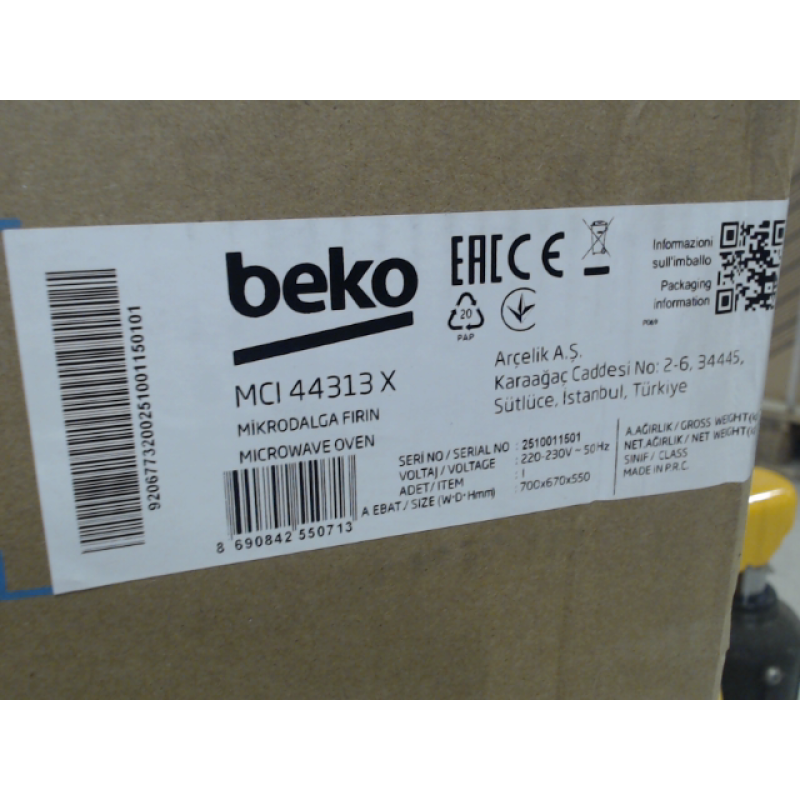 9206773200251001150101
beko
MCI 44313 X
MİKRODALGA FIRIN
MICROWAVE OVEN
8 690842 550713
EAC CE
20
PAP
Informazioni
sull'imballo
Packaging
information
Arçelik A.Ş.
Karaağaç Caddesi No: 2-6, 34445,
Sütlüce, İstanbul, Türkiye
SERİ NO / SERIAL NO : 2510011501
VOLTAJ / VOLTAGE : 220-230V ~ 50Hz
ADET / ITEM : 1
A EBAT / SIZE (W·D·Hmm) : 700x670x550
A.AĞIRLIK / GROSS WEIGHT
NET.AĞIRLIK / NET WEIGHT
SINIF / CLASS
MADE IN P.R.C.